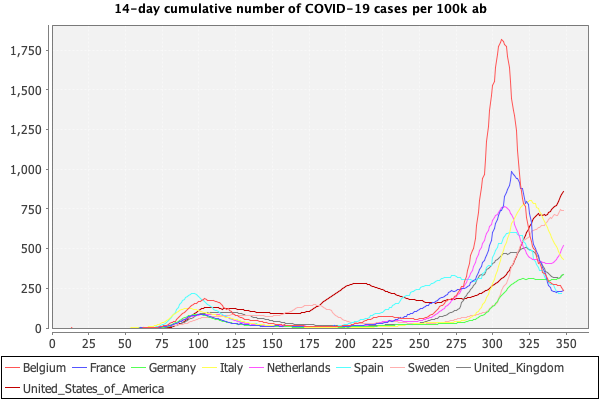 14-day cumulative number of COVID-19 cases per 100k ab
1,750
1,500
1,250
1,000
750
500
250
0
0 25 50 75 100 125 150 175 200 225 250 275 300 325 350
Belgium France Germany Italy Netherlands Spain Sweden United_Kingdom
United_States_of_America